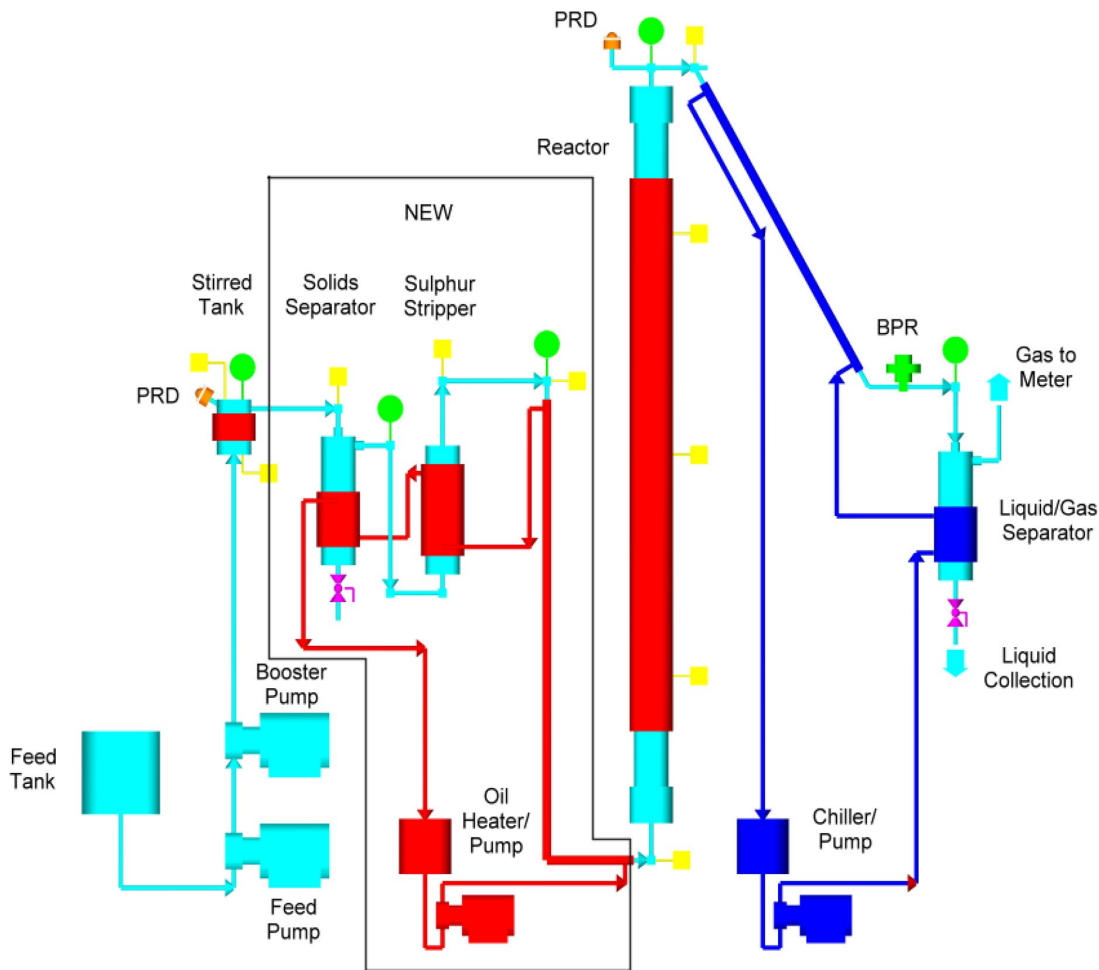 PRD
Reactor
NEW
Stirred
Tank
Solids
Separator
Sulphur
Stripper
PRD
BPR
Gas to
Meter
Liquid/Gas
Separator
Liquid
Collection
Booster
Pump
Feed
Tank
Oil
Heater/
Pump
Chiller/
Pump
Feed
Pump